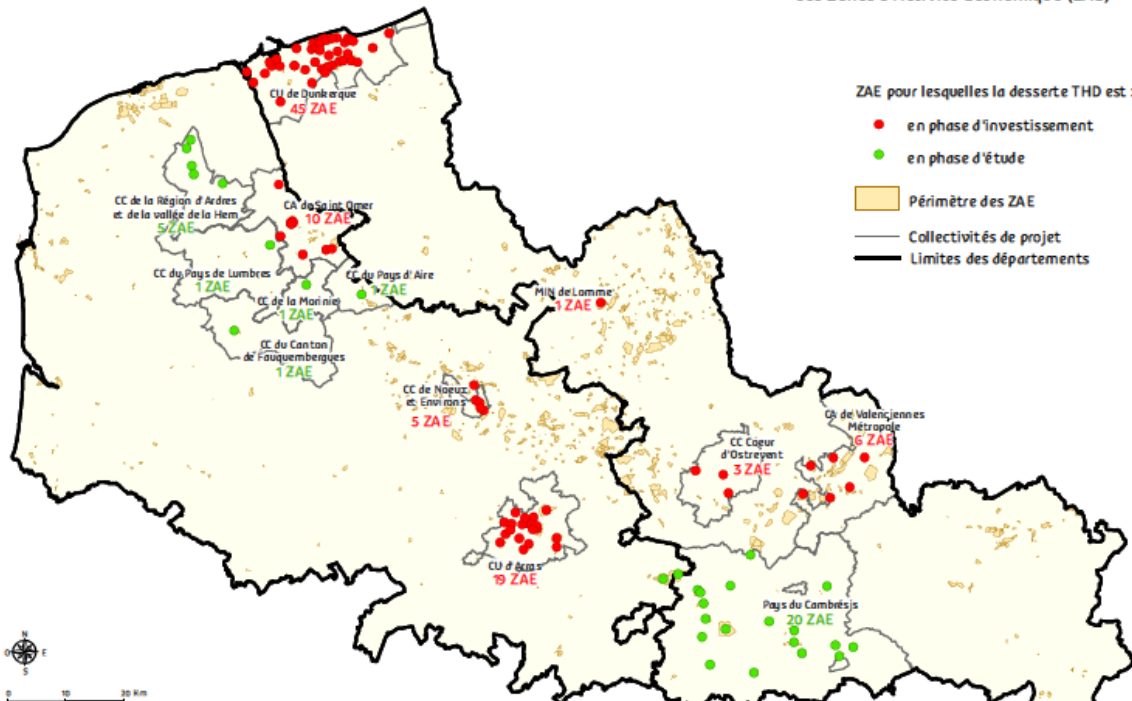 ZAE pour lesquelles la desserte THD est :
en phase d'investissement
en phase d'étude
Périmètre des ZAE
Collectivités de projet
Limites des départements
CU de Dunkerque
45 ZAE
CC de la Région d'Ardres
et de la vallée de la Hem
5 ZAE
CA de Saint Omer
10 ZAE
CC du Pays de Lumbres
1 ZAE
CC du Pays d'Aire
1 ZAE
CC de la Morinie
1 ZAE
CC du Canton
de Fauquembergues
1 ZAE
MIN de Lomme
1 ZAE
CC de Noeux
et Environs
5 ZAE
CA de Valenciennes
Métropole
6 ZAE
CC Coeur
d'Ostrevent
3 ZAE
CU d'Arras
19 ZAE
Pays du Cambrésis
20 ZAE
N
O E
S
0 10 20 Km